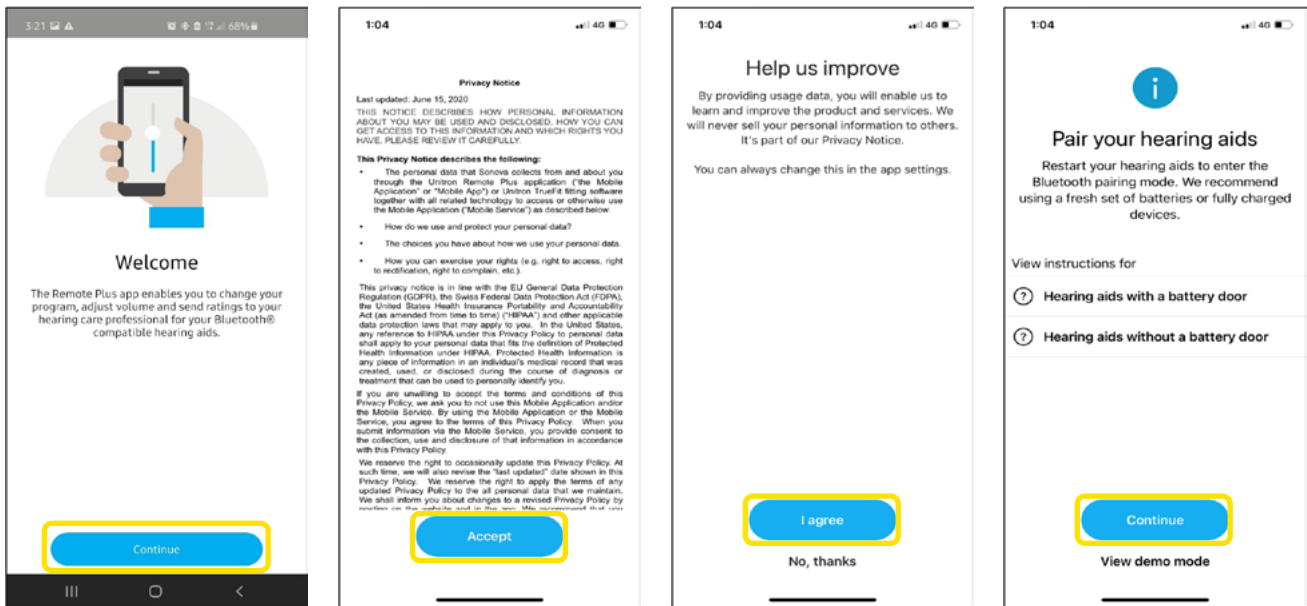 3:21
68%
Welcome
The Remote Plus app enables you to change your
program, adjust volume and send ratings to your
hearing care professional for your Bluetooth®
compatible hearing aids.
Continue
1:04
4G
Privacy Notice
Last updated: June 15, 2020
THIS NOTICE DESCRIBES HOW PERSONAL INFORMATION
ABOUT YOU MAY BE USED AND DISCLOSED, HOW YOU CAN
GET ACCESS TO THIS INFORMATION AND WHICH RIGHTS YOU
HAVE. PLEASE REVIEW IT CAREFULLY.
This Privacy Notice describes the following:
• The personal data that Sonova collects from and about you
through the Unitron Remote Plus application ("the Mobile
Application" or "Mobile App") or Unitron TrueFit fitting software
together with all related technology to access or otherwise use
the Mobile Application ("Mobile Service") as described below.
• How do we use and protect your personal data?
• The choices you have about how we use your personal data.
• How you can exercise your rights (e.g. right to access, right
to rectification, right to complain, etc.).
This privacy notice is in line with the EU General Data Protection
Regulation (GDPR), the Swiss Federal Data Protection Act (FDPA),
the United States Health Insurance Portability and Accountability
Act (as amended from time to time) ("HIPAA") and other applicable
data protection laws that may apply to you. In the United States,
any reference to HIPAA under this Privacy Policy to personal data
shall apply to your personal data that fits the definition of Protected
Health Information under HIPAA. Protected Health Information is
any piece of information in an individual's medical record that was
created, used, or disclosed during the course of diagnosis or
treatment that can be used to personally identify you.
If you are unwilling to accept the terms and conditions of this
Privacy Policy, we ask you to not use this Mobile Application and/or
the Mobile Service. By using the Mobile Application or the Mobile
Service, you agree to the terms of this Privacy Policy. When you
submit information via the Mobile Service, you provide consent to
the collection, use and disclosure of that information in accordance
with this Privacy Policy.
We reserve the right to occasionally update this Privacy Policy. At
such time, we will also revise the "last updated" date shown in this
Privacy Policy. We reserve the right to apply the terms of any
updated Privacy Policy to the all personal data that we maintain.
We shall inform you about changes to a revised Privacy Policy by
posting on the website and in the app. We recommend that you
Accept
1:04
4G
Help us improve
By providing usage data, you will enable us to
learn and improve the product and services. We
will never sell your personal information to others.
It's part of our Privacy Notice.
You can always change this in the app settings.
I agree
No, thanks
1:04
4G
i
Pair your hearing aids
Restart your hearing aids to enter the
Bluetooth pairing mode. We recommend
using a fresh set of batteries or fully charged
devices.
View instructions for
? Hearing aids with a battery door
? Hearing aids without a battery door
Continue
View demo mode